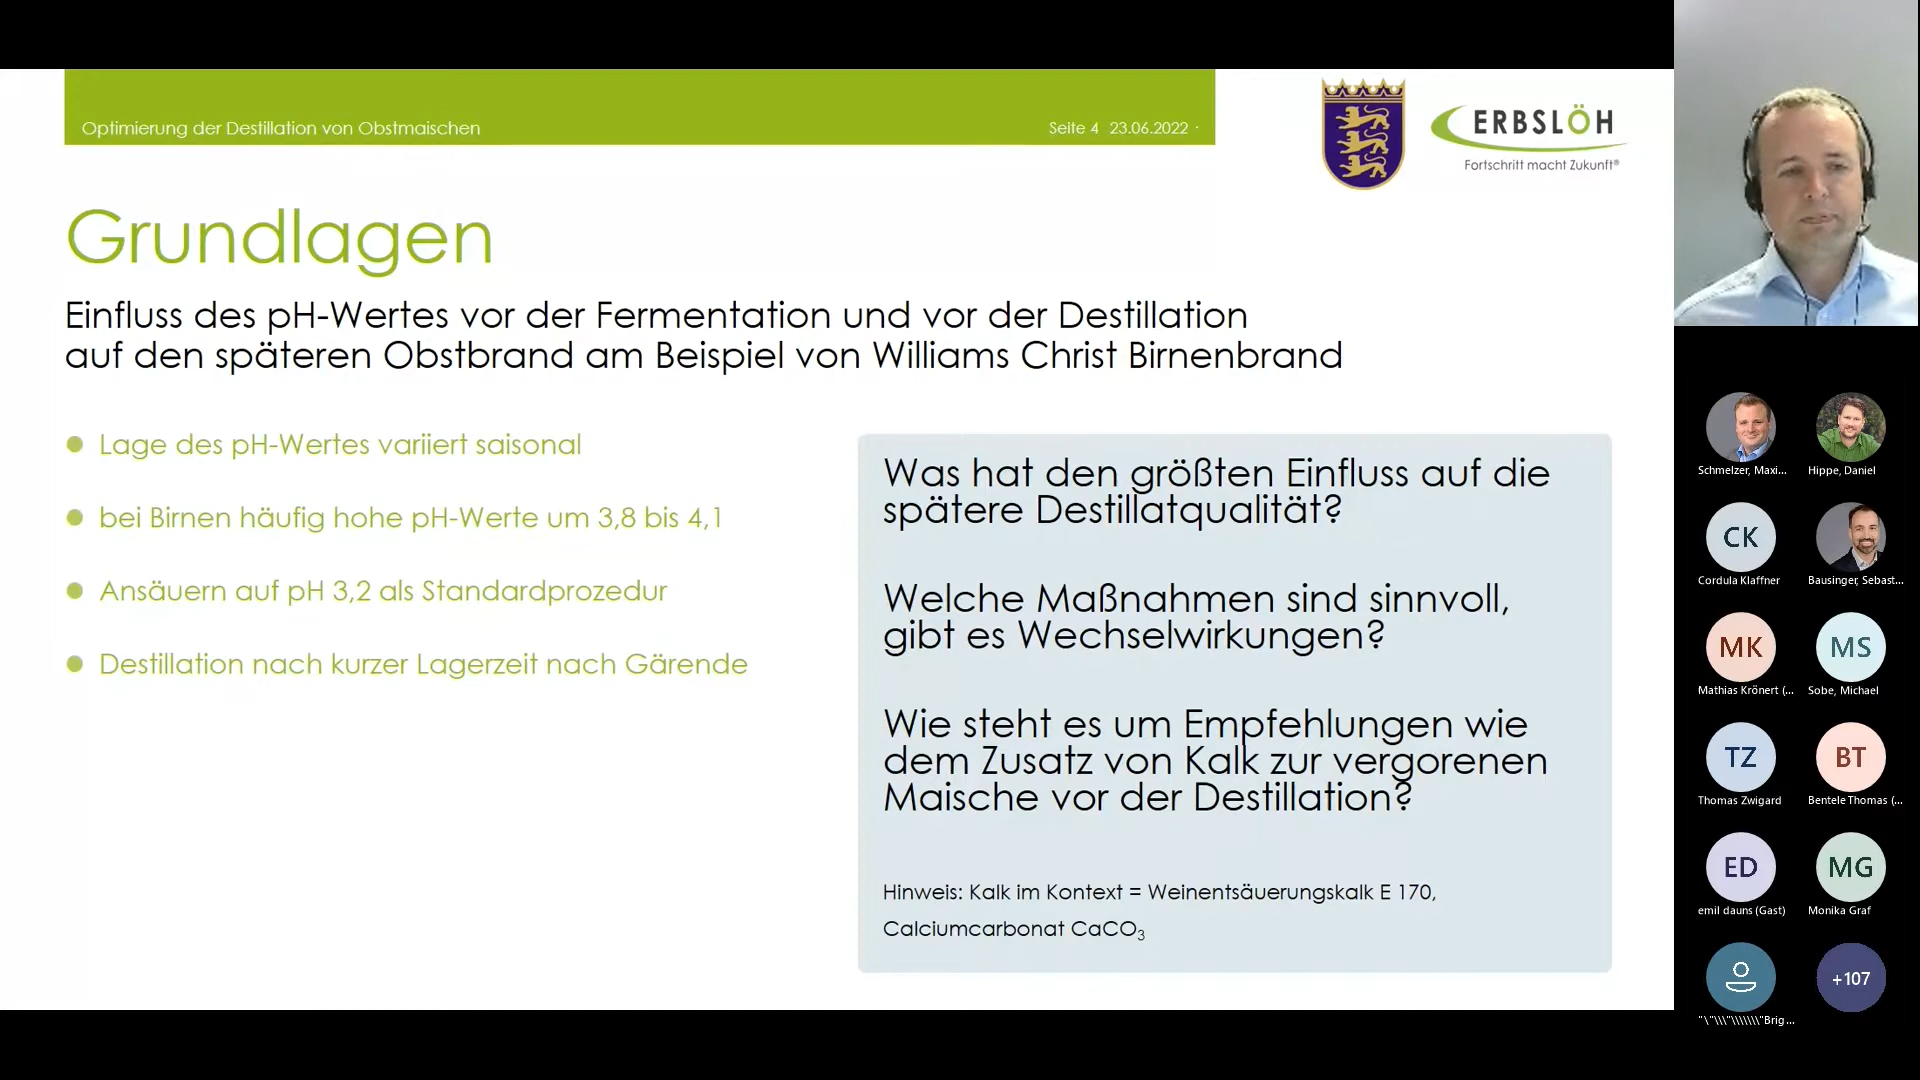 Optimierung der Destillation von Obstmaischen
Seite 4 23.06.2022 ·
ERBSLÖH
Fortschritt macht Zukunft®
Grundlagen
Einfluss des pH-Wertes vor der Fermentation und vor der Destillation
auf den späteren Obstbrand am Beispiel von Williams Christ Birnenbrand
Lage des pH-Wertes variiert saisonal
bei Birnen häufig hohe pH-Werte um 3,8 bis 4,1
Ansäuern auf pH 3,2 als Standardprozedur
Destillation nach kurzer Lagerzeit nach Gärende
Was hat den größten Einfluss auf die
spätere Destillatqualität?
Welche Maßnahmen sind sinnvoll,
gibt es Wechselwirkungen?
Wie steht es um Empfehlungen wie
dem Zusatz von Kalk zur vergorenen
Maische vor der Destillation?
Hinweis: Kalk im Kontext = Weinentsäuerungskalk E 170,
Calciumcarbonat CaCO₃
Schmelzer, Maxi...
Hippe, Daniel
CK
Cordula Klaffner
Bausinger, Sebast...
MK
Mathias Krönert (...
MS
Sobe, Michael
TZ
Thomas Zwigard
BT
Bentele Thomas (...
ED
emil dauns (Gast)
MG
Monika Graf
"\"\\\"\\\\\\\"Brig...
+107